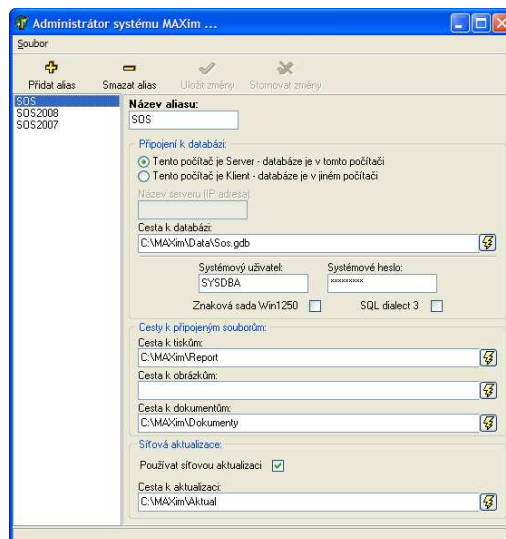 Administrátor systému MAXim ...
Soubor
Přidat alias
Smazat alias
Uložit změny
Stornovat změny
SOS
SOS2008
SOS2007
Název aliasu:
SOS
Připojení k databázi:
Tento počítač je Server - databáze je v tomto počítači
Tento počítač je Klient - databáze je v jiném počítači
Název serveru (IP adresa)
Cesta k databázi:
C:\MAXim\Data\Sos.gdb
Systémový uživatel:
Systémové heslo:
SYSDBA
*********
Znaková sada Win1250
SQL dialect 3
Cesty k připojeným souborům:
Cesta k tiskům:
C:\MAXim\Report
Cesta k obrázkům:
Cesta k dokumentům:
C:\MAXim\Dokumenty
Síťová aktualizace:
Používat síťovou aktualizaci
Cesta k aktualizaci:
C:\MAXim\Aktual